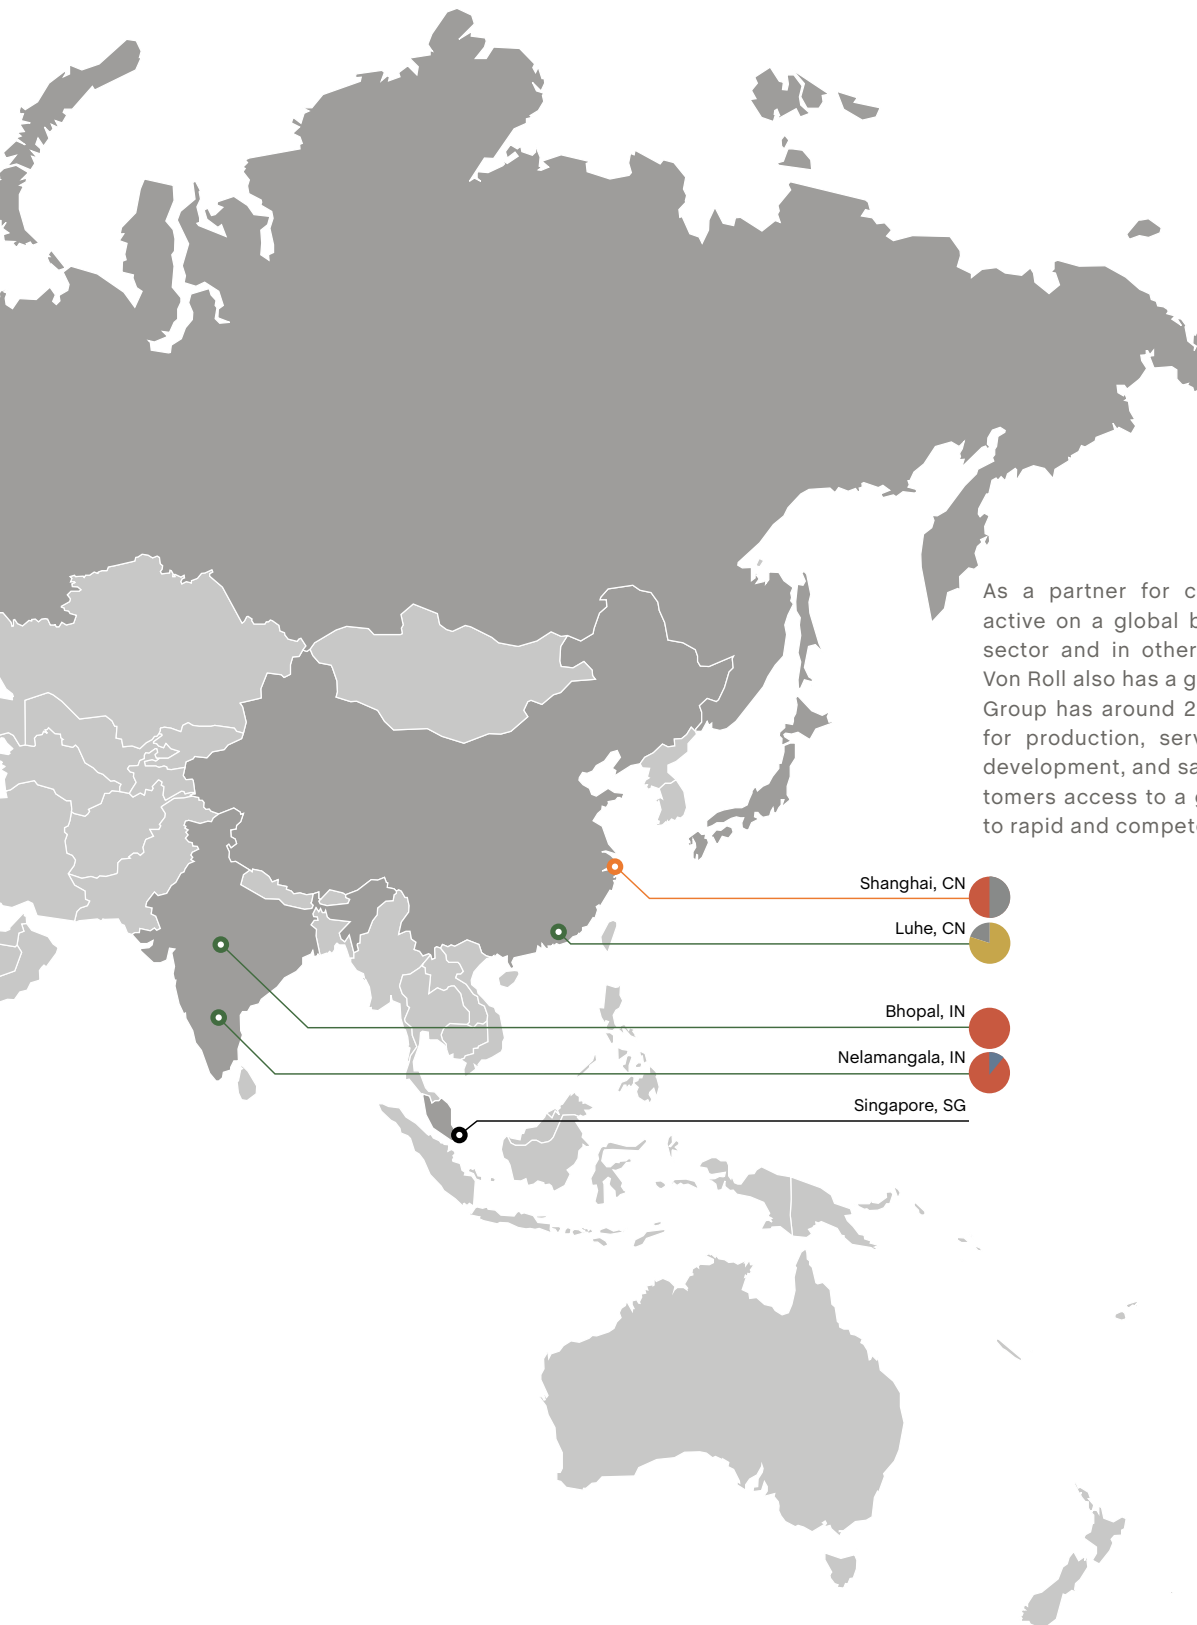 As a partner for c
active on a global b
sector and in other
Von Roll also has a g
Group has around 2
for production, serv
development, and sa
tomers access to a g
to rapid and compet
Shanghai, CN
Luhe, CN
Bhopal, IN
Nelamangala, IN
Singapore, SG